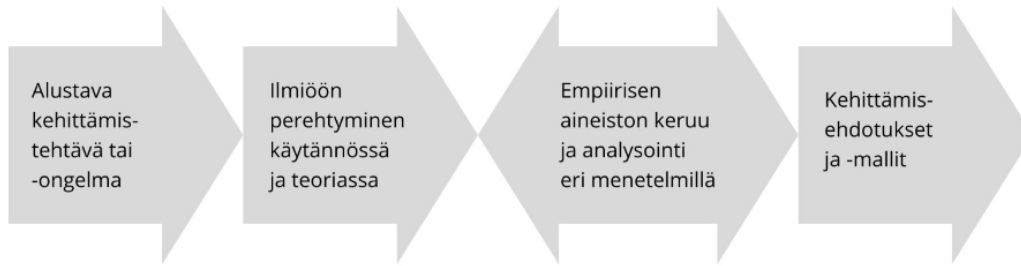 Alustava
kehittämis-
tehtävä tai
-ongelma
Ilmiöön
perehtyminen
käytännössä
ja teoriassa
Empiirisen
aineiston keruu
ja analysointi
eri menetelmillä
Kehittämis-
ehdotukset
ja -mallit